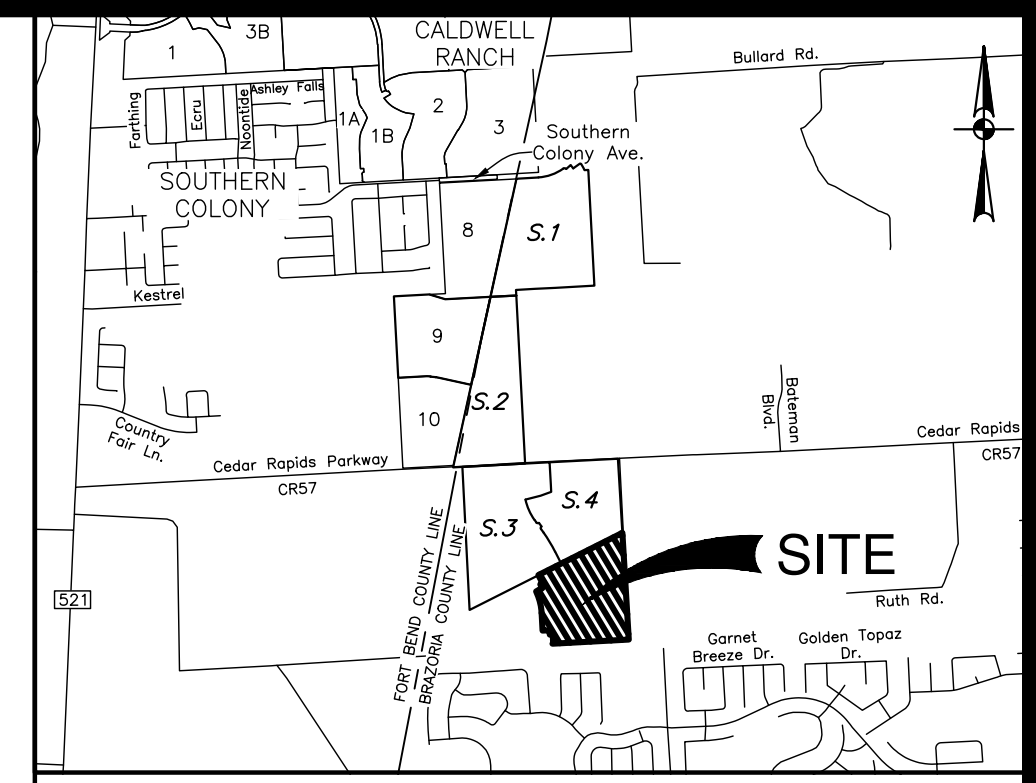 3B
CALDWELL
RANCH
1
Bullard Rd.
Farthing
Ecru
Noontide
Ashley Falls
1A
1B
2
3
Southern
Colony Ave.
SOUTHERN
COLONY
8
S.1
Kestrel
9
S.2
10
Country
Fair Ln.
Bateman
Blvd.
Cedar Rapids Parkway
CR57
Cedar Rapids
CR57
S.3
S.4
SITE
521
FORT BEND COUNTY LINE
BRAZORIA COUNTY LINE
Ruth Rd.
Garnet
Breeze Dr.
Golden Topaz
Dr.